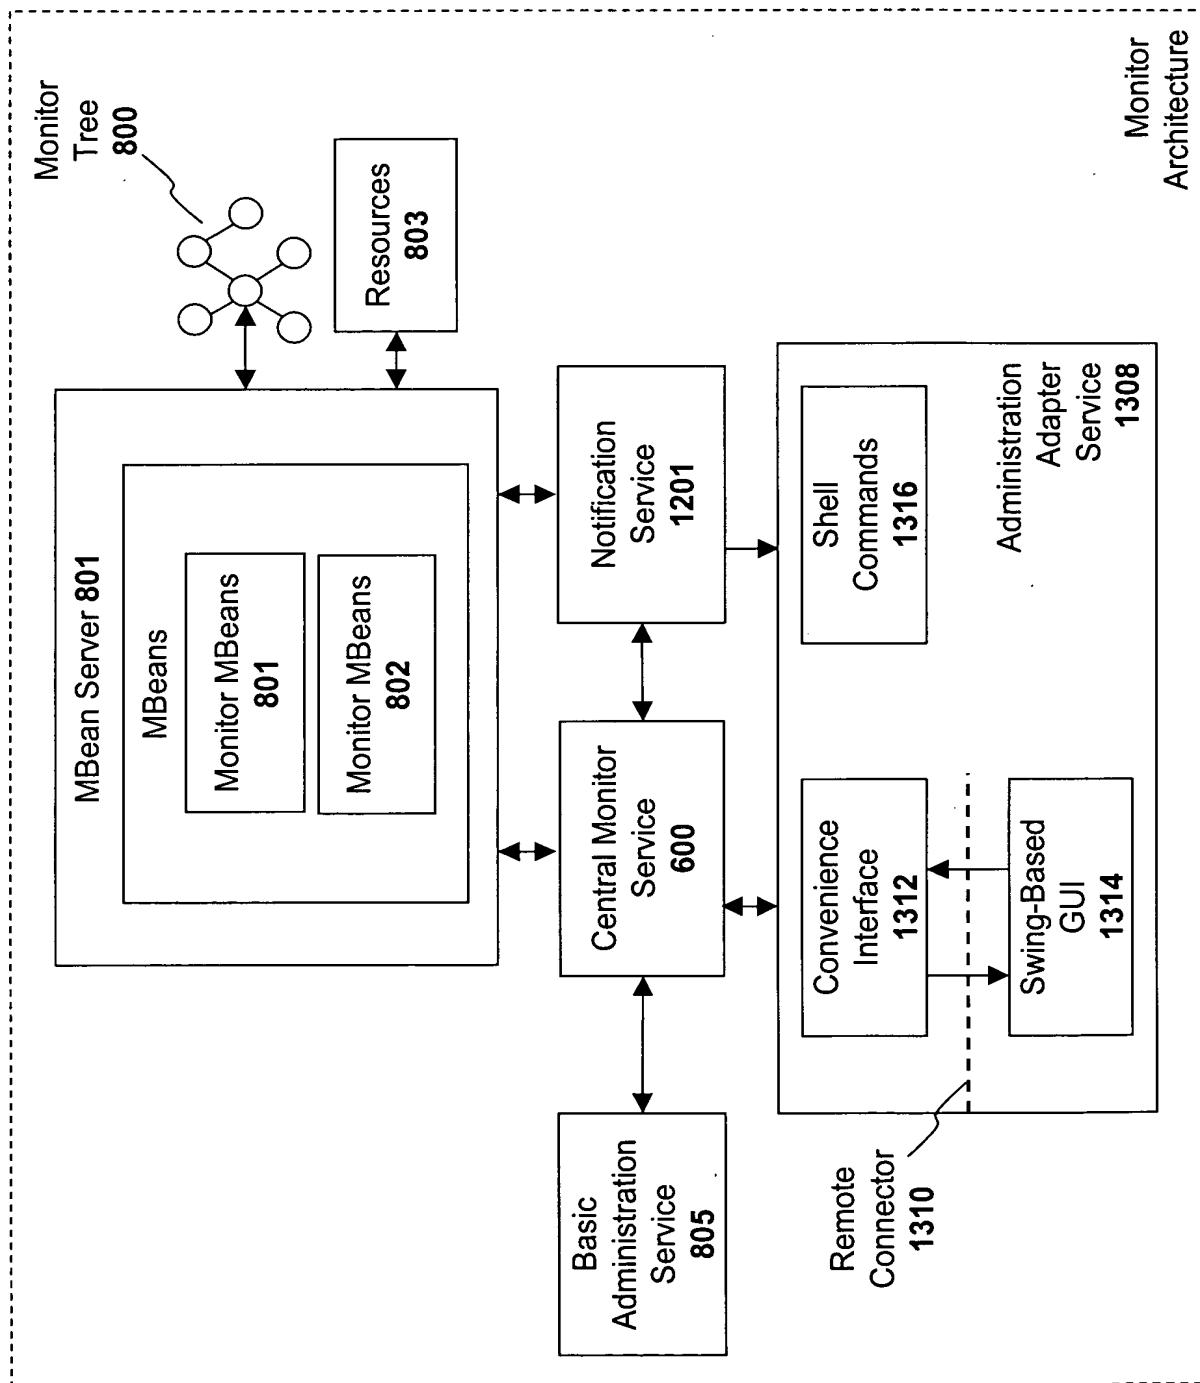 Monitor
Tree
800
MBean Server 801
MBeans
Monitor MBeans
801
Monitor MBeans
802
Resources
803
Basic
Administration
Service
805
Central Monitor
Service
600
Notification
Service
1201
Remote
Connector
1310
Convenience
Interface
1312
Swing-Based
GUI
1314
Shell
Commands
1316
Administration
Adapter
Service
1308
Monitor
Architecture